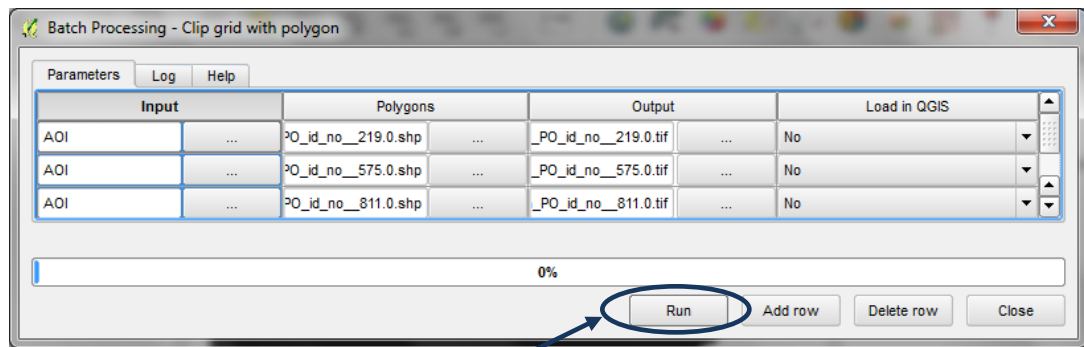 Batch Processing - Clip grid with polygon
Parameters Log Help
Input Polygons Output Load in QGIS
AOI ... PO_id_no__219.0.shp ... _PO_id_no__219.0.tif ... No
AOI ... PO_id_no__575.0.shp ... _PO_id_no__575.0.tif ... No
AOI ... PO_id_no__811.0.shp ... _PO_id_no__811.0.tif ... No
0%
Run Add row Delete row Close